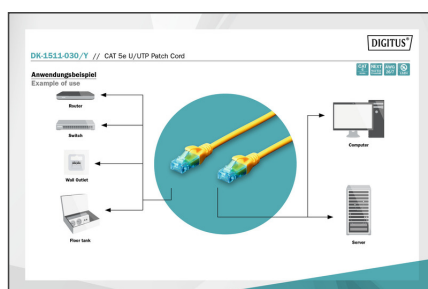 DIGITUS®
DK-1511-030/Y // CAT 5e U/UTP Patch Cord
Anwendungsbeispiel
Example of use
Router
Switch
Wall Outlet
Floor tank
Computer
Server